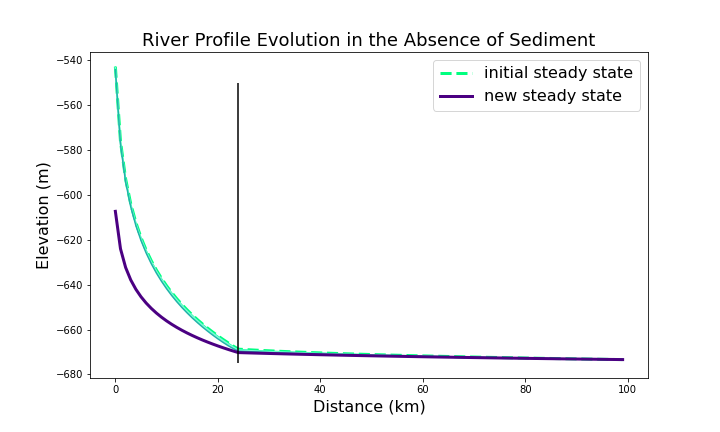 River Profile Evolution in the Absence of Sediment
initial steady state
new steady state
Elevation (m)
−540
−560
−580
−600
−620
−640
−660
−680
0 20 40 60 80 100
Distance (km)